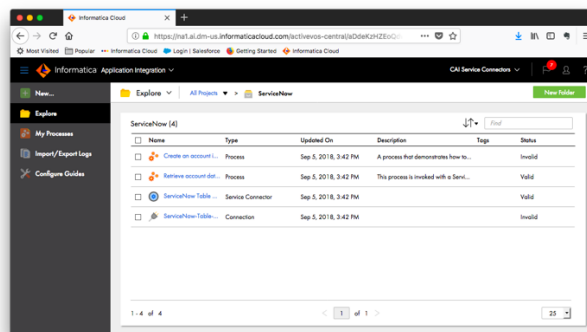 Informatica Cloud
https://na1.ai.dm-us.informaticacloud.com/activevos-central/
Most Visited Popular Informatica Cloud Login | Salesforce Getting Started Informatica Cloud
Informatica Application Integration CAI Service Connectors
New... Explore All Projects > ServiceNow New Folder
Explore
My Processes
Import/Export Logs
Configure Guides
ServiceNow (4) Find
Name Type Updated On Description Tags Status
Create an account i... Process Sep 5, 2018, 3:42 PM A process that demonstrates how to... Invalid
Retrieve account dat... Process Sep 5, 2018, 3:42 PM This process is invoked with a Servi... Valid
ServiceNow Table ... Service Connector Sep 5, 2018, 3:42 PM Valid
ServiceNow-Table-... Connection Sep 5, 2018, 3:42 PM Invalid
1 - 4 of 4 < 1 of 1 > 25